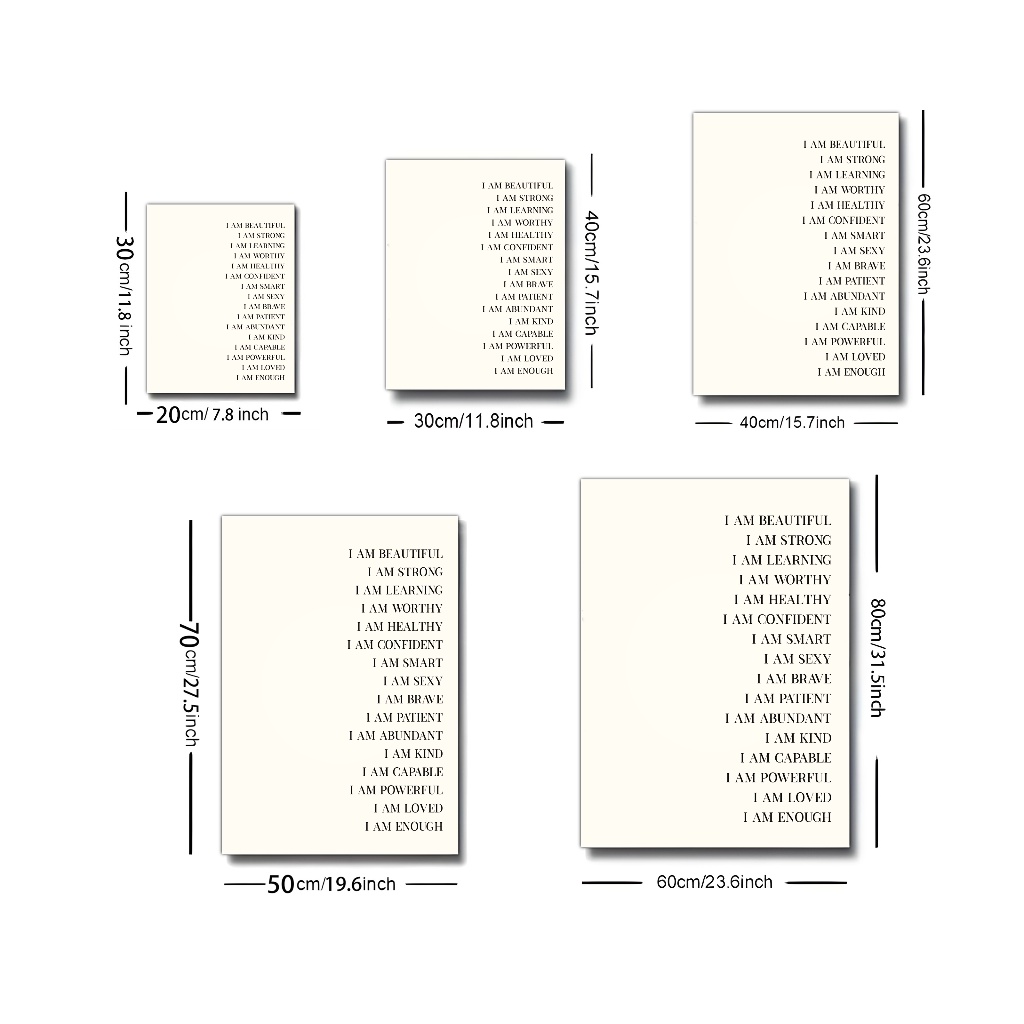 I AM BEAUTIFUL
I AM STRONG
I AM LEARNING
I AM WORTHY
I AM HEALTHY
I AM CONFIDENT
I AM SMART
I AM SEXY
I AM BRAVE
I AM PATIENT
I AM ABUNDANT
I AM KIND
I AM CAPABLE
I AM POWERFUL
I AM LOVED
I AM ENOUGH
30cm/11.8 inch
20cm/ 7.8 inch
I AM BEAUTIFUL
I AM STRONG
I AM LEARNING
I AM WORTHY
I AM HEALTHY
I AM CONFIDENT
I AM SMART
I AM SEXY
I AM BRAVE
I AM PATIENT
I AM ABUNDANT
I AM KIND
I AM CAPABLE
I AM POWERFUL
I AM LOVED
I AM ENOUGH
40cm/15.7inch
30cm/11.8inch
I AM BEAUTIFUL
I AM STRONG
I AM LEARNING
I AM WORTHY
I AM HEALTHY
I AM CONFIDENT
I AM SMART
I AM SEXY
I AM BRAVE
I AM PATIENT
I AM ABUNDANT
I AM KIND
I AM CAPABLE
I AM POWERFUL
I AM LOVED
I AM ENOUGH
60cm/23.6inch
40cm/15.7inch
I AM BEAUTIFUL
I AM STRONG
I AM LEARNING
I AM WORTHY
I AM HEALTHY
I AM CONFIDENT
I AM SMART
I AM SEXY
I AM BRAVE
I AM PATIENT
I AM ABUNDANT
I AM KIND
I AM CAPABLE
I AM POWERFUL
I AM LOVED
I AM ENOUGH
70cm/27.5inch
50cm/19.6inch
I AM BEAUTIFUL
I AM STRONG
I AM LEARNING
I AM WORTHY
I AM HEALTHY
I AM CONFIDENT
I AM SMART
I AM SEXY
I AM BRAVE
I AM PATIENT
I AM ABUNDANT
I AM KIND
I AM CAPABLE
I AM POWERFUL
I AM LOVED
I AM ENOUGH
80cm/31.5inch
60cm/23.6inch